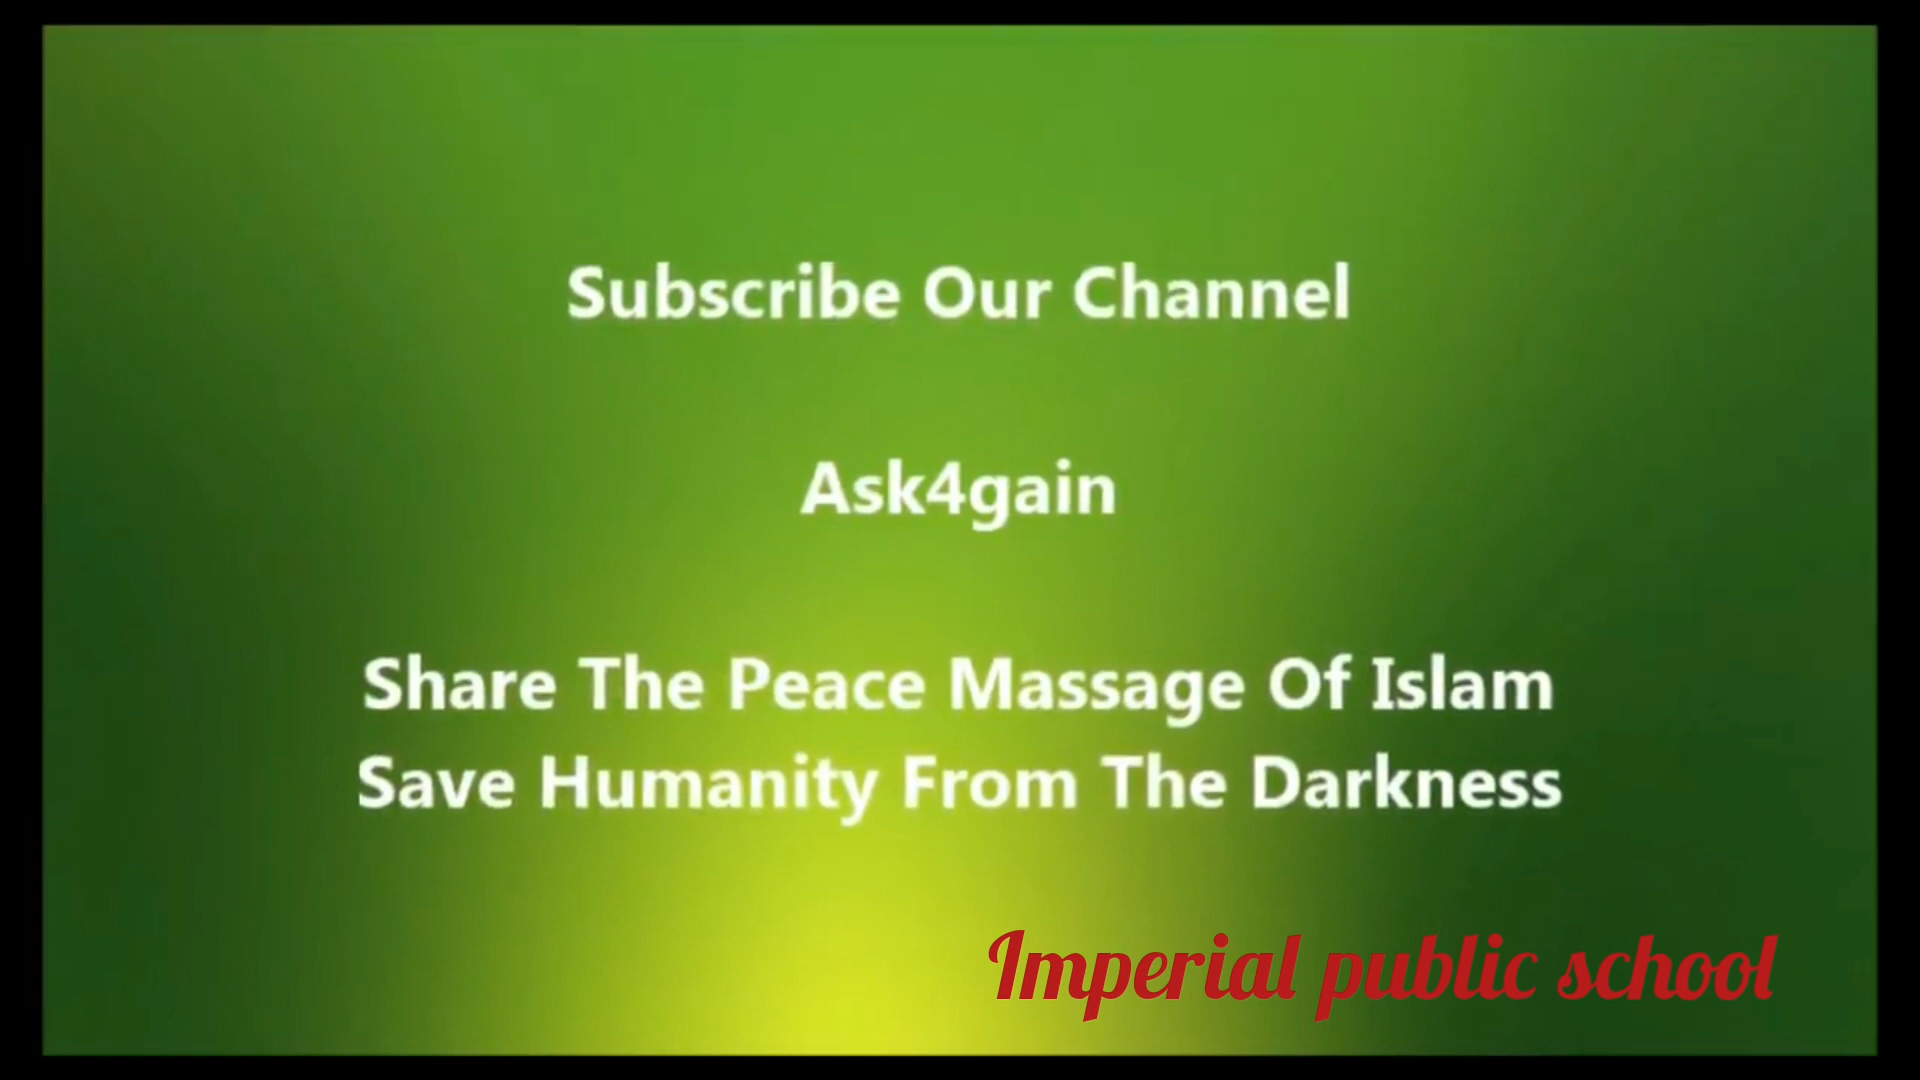 Subscribe Our Channel
Ask4gain
Share The Peace Massage Of Islam
Save Humanity From The Darkness
Imperial public school